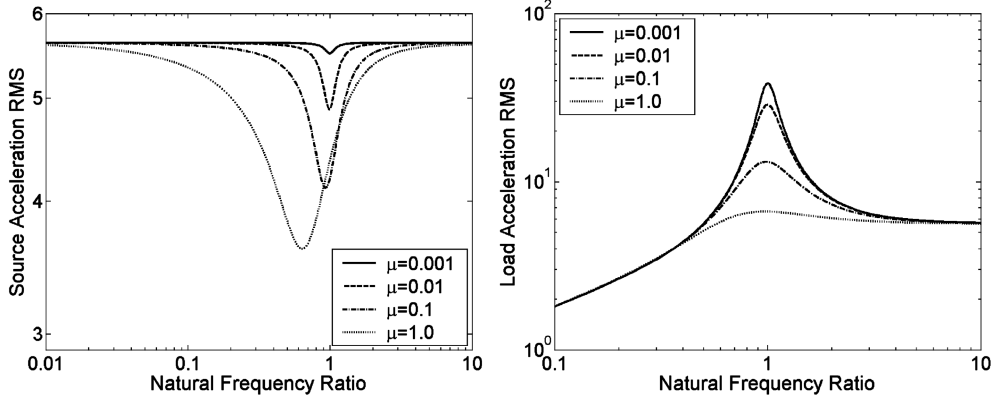 Source Acceleration RMS
6
5
4
3
0.01
0.1
1.0
10
Natural Frequency Ratio
μ=0.001
μ=0.01
μ=0.1
μ=1.0
Load Acceleration RMS
10²
10¹
10⁰
0.1
1
10
Natural Frequency Ratio
μ=0.001
μ=0.01
μ=0.1
μ=1.0